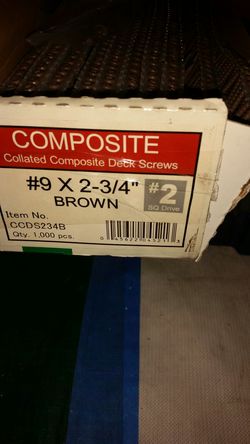 COMPOSITE
Collated Composite Deck Screws
#9 X 2-3/4"
BROWN
#2
SQ Drive
Item No.
CCDS234B
Qty. 1,000 pcs.